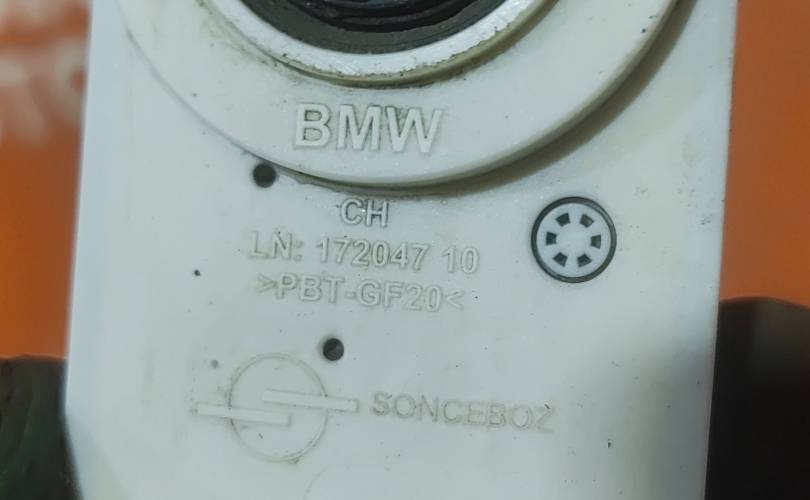 BMW
CH
LN: 172047 10
>PBT-GF20<
SONCEBOZ